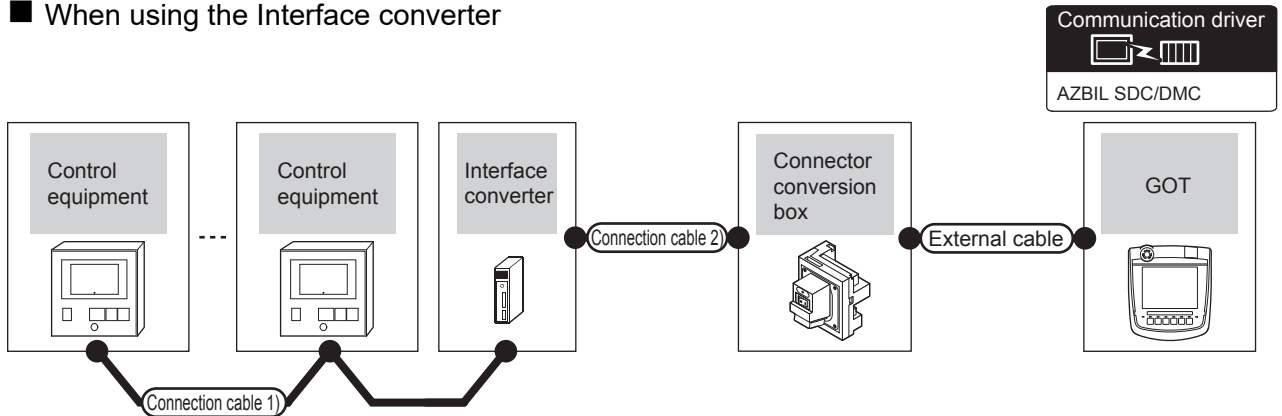 ■ When using the Interface converter
Communication driver
AZBIL SDC/DMC
Control
equipment
Control
equipment
Interface
converter
Connector
conversion
box
GOT
Connection cable 2)
External cable
Connection cable 1)